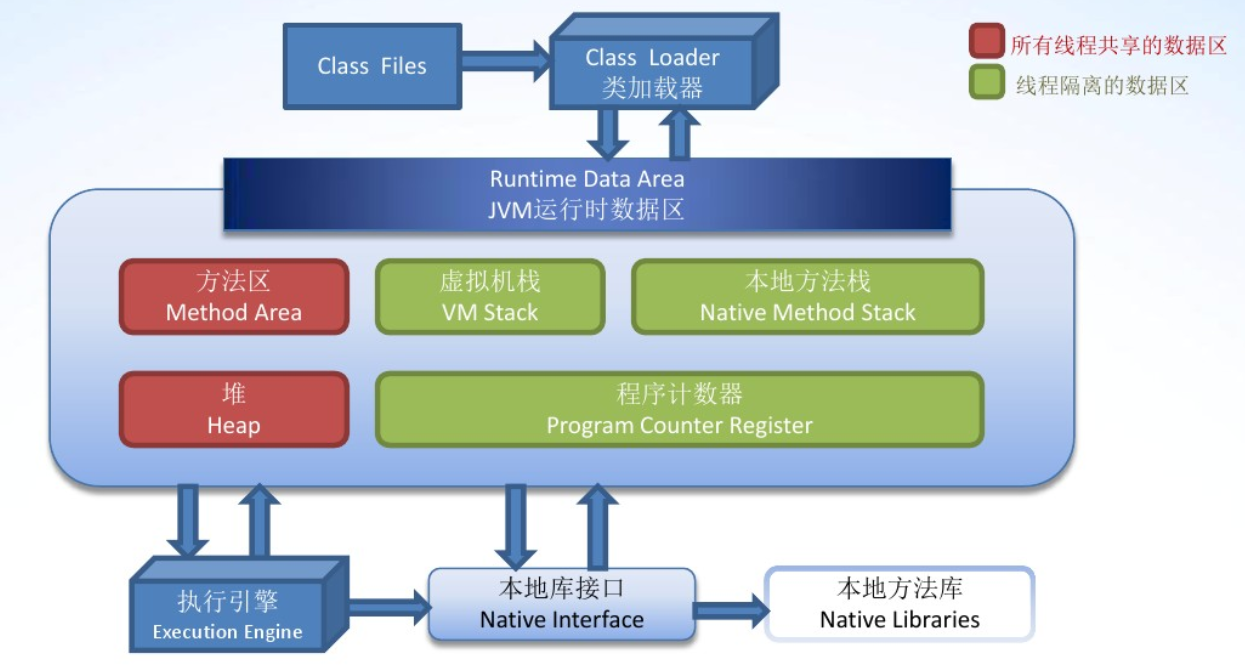 Class Files
Class Loader
类加载器
所有线程共享的数据区
线程隔离的数据区
Runtime Data Area
JVM运行时数据区
方法区
Method Area
虚拟机栈
VM Stack
本地方法栈
Native Method Stack
堆
Heap
程序计数器
Program Counter Register
执行引擎
Execution Engine
本地库接口
Native Interface
本地方法库
Native Libraries